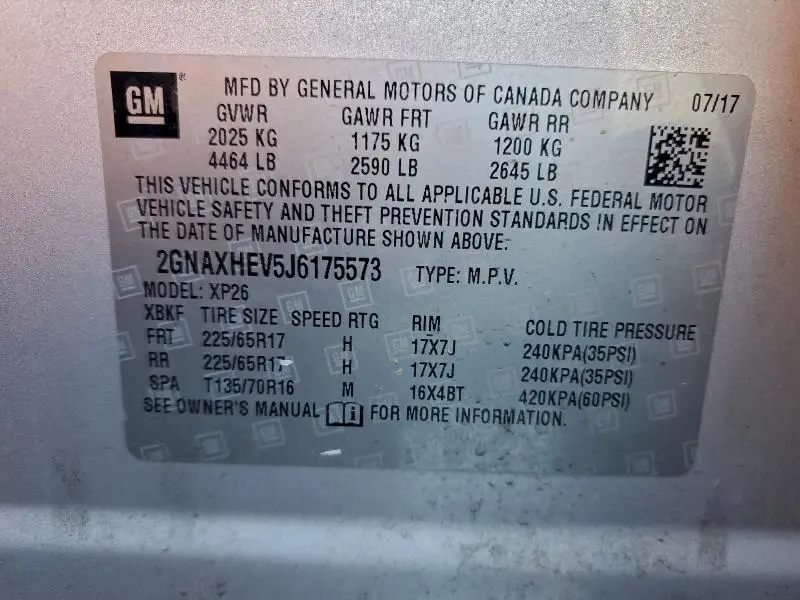 GM ® MFD BY GENERAL MOTORS OF CANADA COMPANY 07/17
GVWR GAWR FRT GAWR RR
2025 KG 1175 KG 1200 KG
4464 LB 2590 LB 2645 LB
THIS VEHICLE CONFORMS TO ALL APPLICABLE U.S. FEDERAL MOTOR
VEHICLE SAFETY AND THEFT PREVENTION STANDARDS IN EFFECT ON
THE DATE OF MANUFACTURE SHOWN ABOVE:
2GNAXHEV5J6175573 TYPE: M.P.V.
MODEL: XP26
XBKF TIRE SIZE SPEED RTG RIM COLD TIRE PRESSURE
FRT 225/65R17 H 17X7J 240KPA(35PSI)
RR 225/65R17 H 17X7J 240KPA(35PSI)
SPA T135/70R16 M 16X4BT 420KPA(60PSI)
SEE OWNER'S MANUAL i FOR MORE INFORMATION.